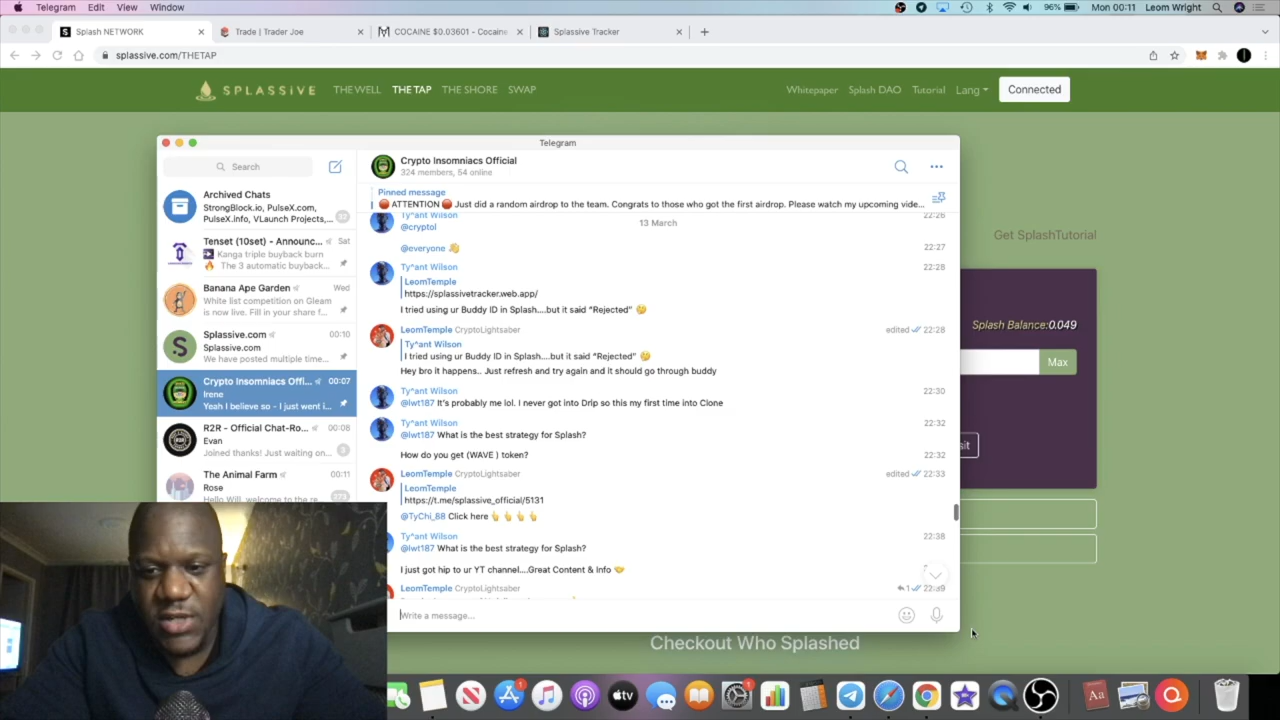 Telegram Edit View Window 96% Mon 00:11 Leom Wright
Splash NETWORK Trade | Trader Joe COCAINE $0.03601 - Cocaine Splassive Tracker
splassive.com/THETAP
SPLASSIVE THE WELL THE TAP THE SHORE SWAP Whitepaper Splash DAO Tutorial Lang Connected
Telegram
Search
Archived Chats
StrongBlock.io, PulseX.com,
PulseX.info, VLaunch Projects,...
Tenset (10set) - Announc... Sat
Kanga triple buyback burn
The 3 automatic buyback
Banana Ape Garden Wed
White list competition on Gleam
is now live. Fill in your share f
Splassive.com 00:10
Splassive.com
We have posted multiple time...
Crypto Insomniacs Offi... 00:07
Irene
Yeah I believe so - I just went i...
R2R - Official Chat-Ro... 00:08
Evan
Joined thanks! Just waiting on... 3
The Animal Farm 00:11
Rose
Hello Will, welcome to the re
Crypto Insomniacs Official
324 members, 54 online
Pinned message
🔴 ATTENTION 🔴 Just did a random airdrop to the team. Congrats to those who got the first airdrop. Please watch my upcoming vide...
Ty^ant Wilson 22:26
13 March
@cryptol
@everyone 👋 22:27
Ty^ant Wilson 22:28
LeomTemple
https://splassivetracker.web.app/
I tried using ur Buddy ID in Splash....but it said “Rejected” 🤔
LeomTemple CryptoLightsaber edited 22:28
Ty^ant Wilson
I tried using ur Buddy ID in Splash....but it said “Rejected” 🤔
Hey bro it happens.. Just refresh and try again and it should go through buddy
Ty^ant Wilson 22:30
@lwt187 It's probably me lol. I never got into Drip so this my first time into Clone
Ty^ant Wilson 22:32
@lwt187 What is the best strategy for Splash?
How do you get (WAVE ) token? 22:32
LeomTemple CryptoLightsaber edited 22:33
LeomTemple
https://t.me/splassive_official/5131
@TyChi_88 Click here 👆👆👆👆
Ty^ant Wilson 22:38
@lwt187 What is the best strategy for Splash?
I just got hip to ur YT channel....Great Content & Info 🤝
LeomTemple CryptoLightsaber 1 22:39
Write a message...
Get SplashTutorial
Splash Balance:0.049
Max
Checkout Who Splashed
tv
Aa